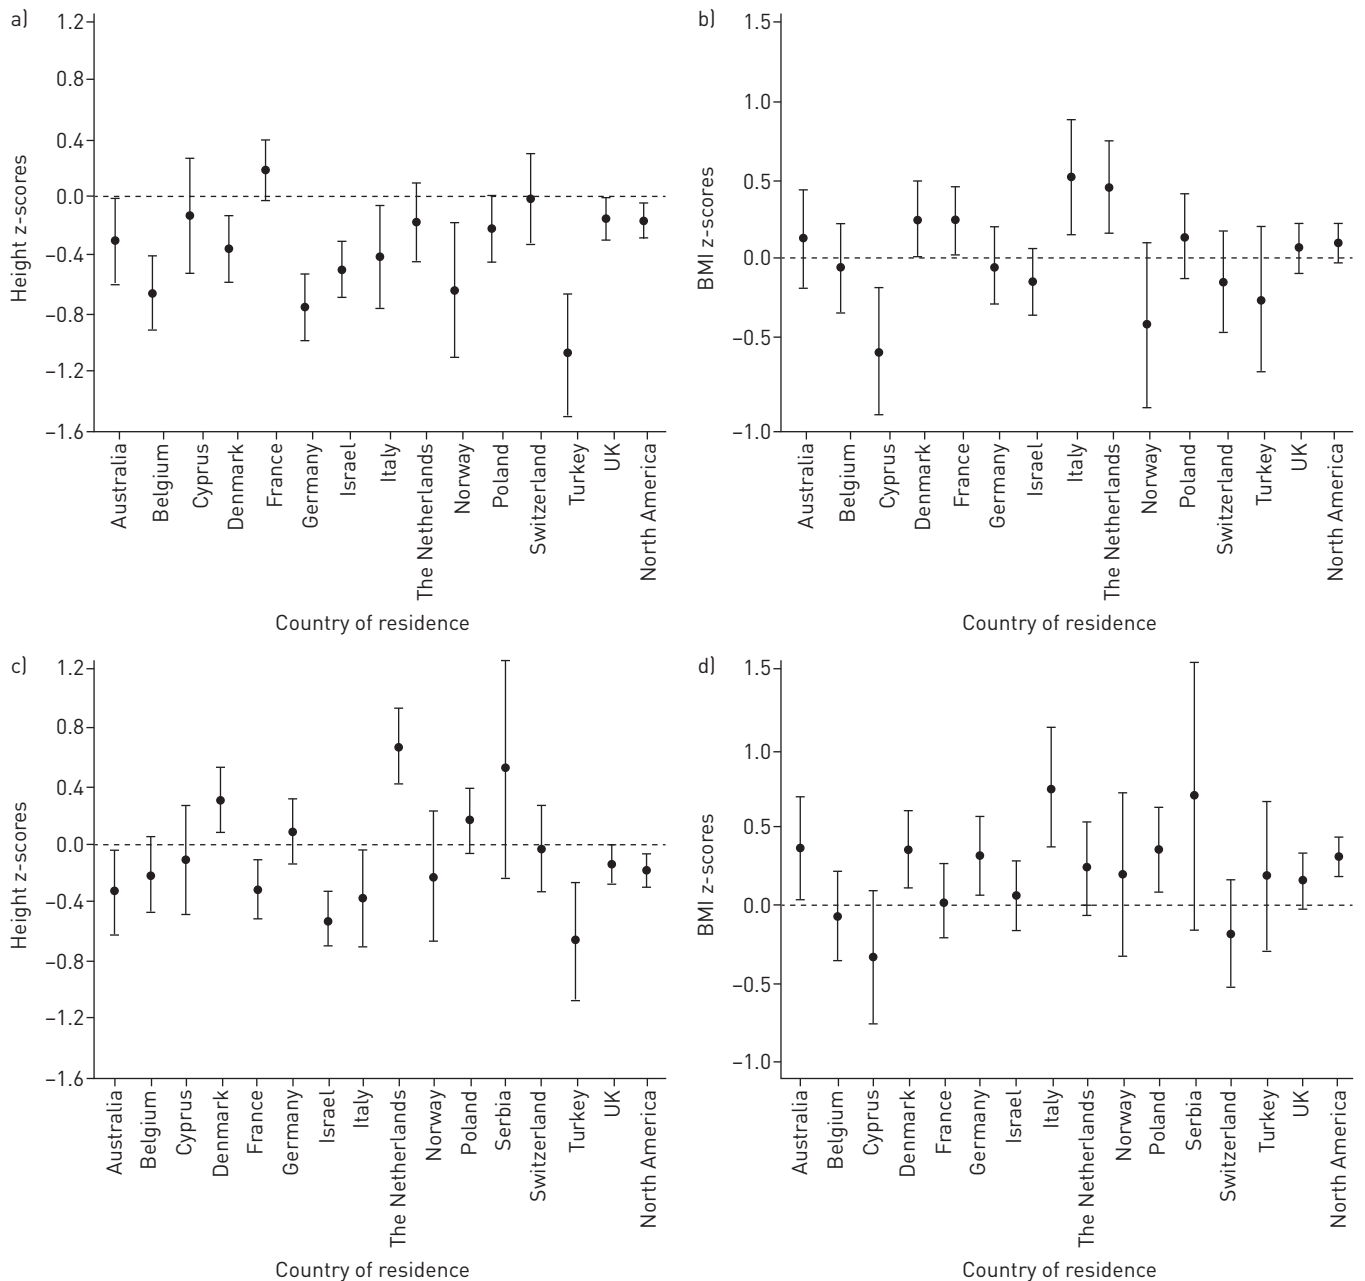 a)
1.2
0.8
0.4
0.0
–0.4
–0.8
–1.2
–1.6
Height z-scores
Australia
Belgium
Cyprus
Denmark
France
Germany
Israel
Italy
The Netherlands
Norway
Poland
Switzerland
Turkey
UK
North America
Country of residence
b)
1.5
1.0
0.5
0.0
–0.5
–1.0
BMI z-scores
Australia
Belgium
Cyprus
Denmark
France
Germany
Israel
Italy
The Netherlands
Norway
Poland
Switzerland
Turkey
UK
North America
Country of residence
c)
1.2
0.8
0.4
0.0
–0.4
–0.8
–1.2
–1.6
Height z-scores
Australia
Belgium
Cyprus
Denmark
France
Germany
Israel
Italy
The Netherlands
Norway
Poland
Serbia
Switzerland
Turkey
UK
North America
Country of residence
d)
1.5
1.0
0.5
0.0
–0.5
–1.0
BMI z-scores
Australia
Belgium
Cyprus
Denmark
France
Germany
Israel
Italy
The Netherlands
Norway
Poland
Serbia
Switzerland
Turkey
UK
North America
Country of residence